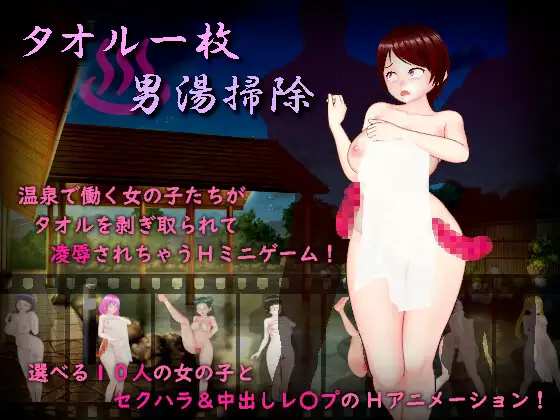 タオル一枚
男湯掃除
温泉で働く女の子たちが
タオルを剥ぎ取られて
凌辱されちゃうHミニゲーム！
選べる１０人の女の子と
セクハラ＆中出しレ〇プのHアニメーション！